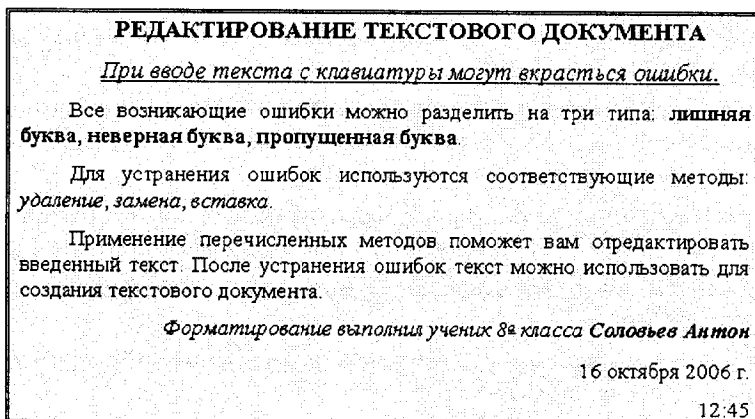 РЕДАКТИРОВАНИЕ ТЕКСТОВОГО ДОКУМЕНТА
При вводе текста с клавиатуры могут вкрасться ошибки.
Все возникающие ошибки можно разделить на три типа: лишняя
буква, неверная буква, пропущенная буква.
Для устранения ошибок используются соответствующие методы:
удаление, замена, вставка.
Применение перечисленных методов поможет вам отредактировать
введенный текст. После устранения ошибок текст можно использовать для
создания текстового документа.
Форматирование выполнил ученик 8ª класса Соловьев Антон
16 октября 2006 г.
12:45